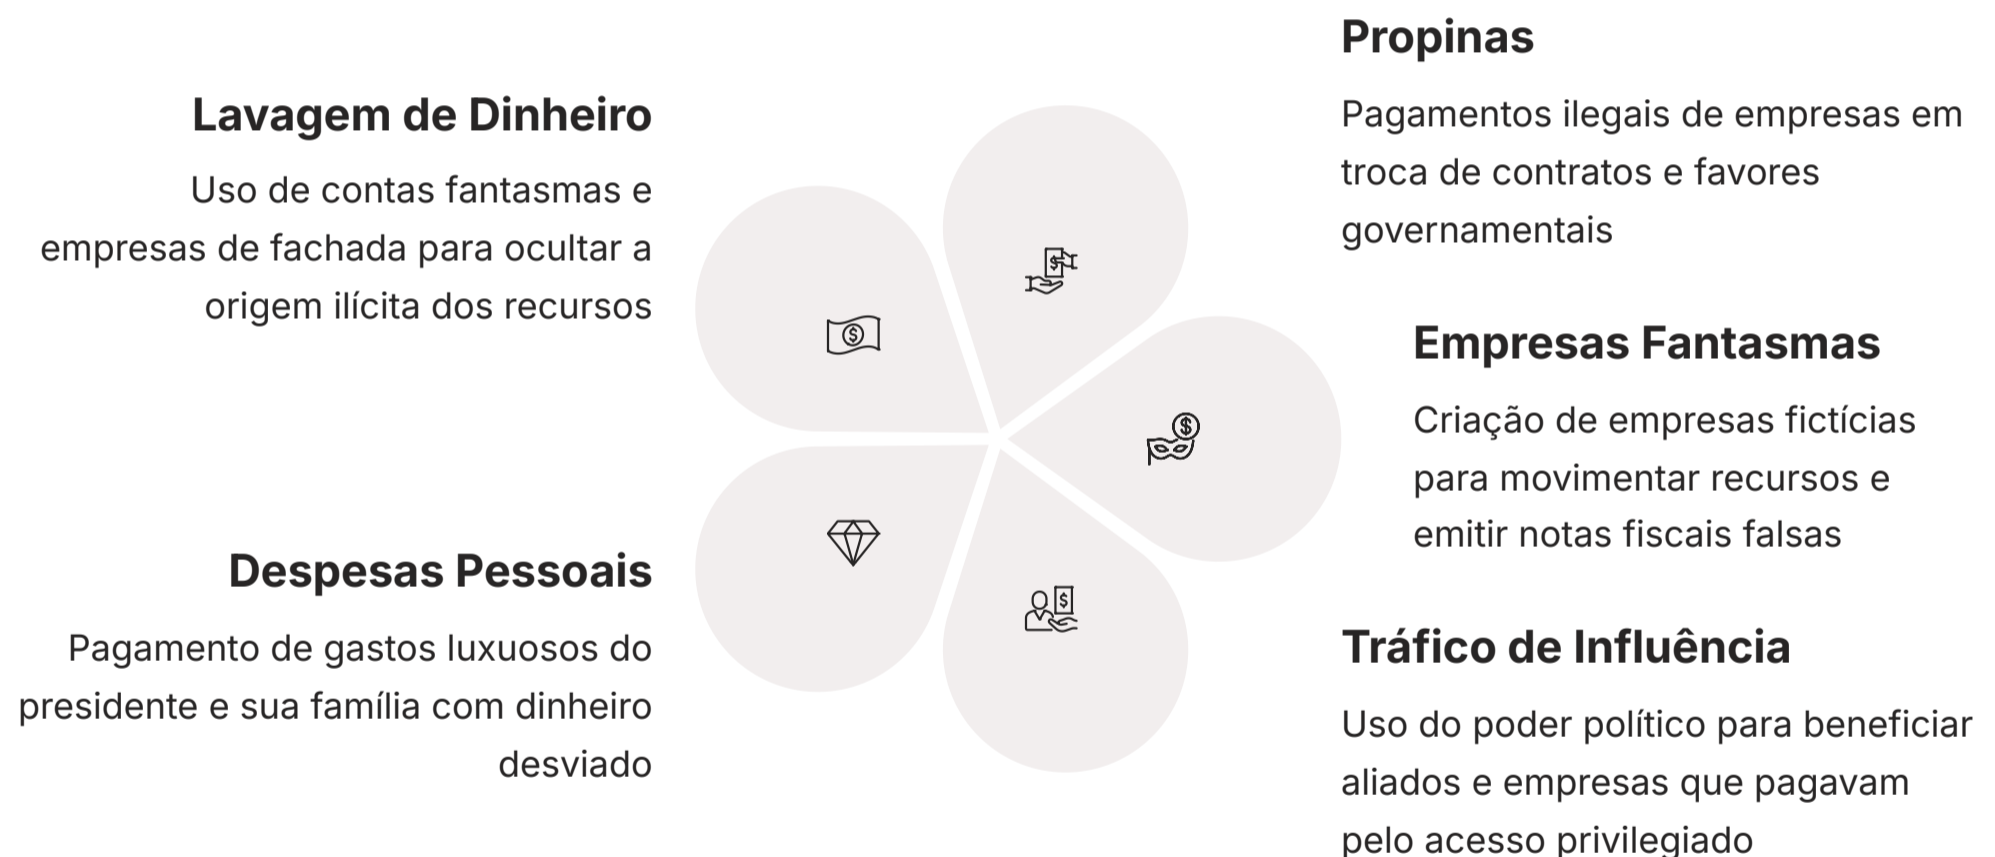 Lavagem de Dinheiro
Uso de contas fantasmas e
empresas de fachada para ocultar a
origem ilícita dos recursos
Despesas Pessoais
Pagamento de gastos luxuosos do
presidente e sua família com dinheiro
desviado
Propinas
Pagamentos ilegais de empresas em
troca de contratos e favores
governamentais
Empresas Fantasmas
Criação de empresas fictícias
para movimentar recursos e
emitir notas fiscais falsas
Tráfico de Influência
Uso do poder político para beneficiar
aliados e empresas que pagavam
pelo acesso privilegiado